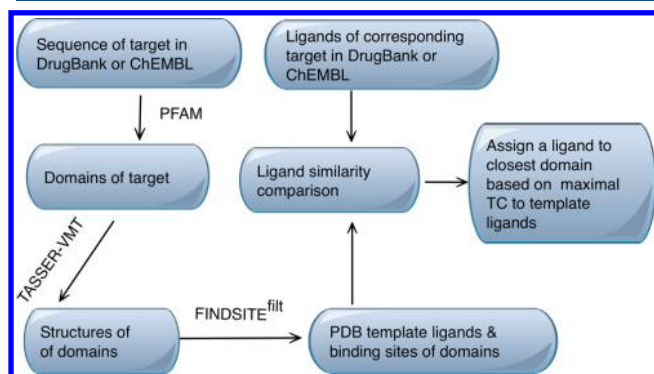 Sequence of target in
DrugBank or ChEMBL
Ligands of corresponding
target in DrugBank or
ChEMBL
PFAM
Domains of target
Ligand similarity
comparison
Assign a ligand to
closest domain
based on maximal
TC to template
ligands
TASSER-VMT
FINDSITE^filt
Structures of
of domains
PDB template ligands &
binding sites of domains